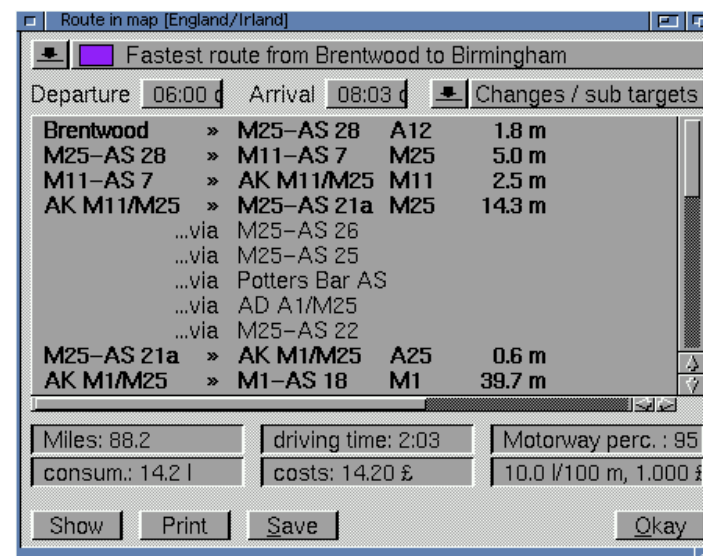 Route in map [England/Irland]
Fastest route from Brentwood to Birmingham
Departure 06:00 Arrival 08:03 Changes / sub targets
Brentwood » M25–AS 28 A12 1.8 m
M25–AS 28 » M11–AS 7 M25 5.0 m
M11–AS 7 » AK M11/M25 M11 2.5 m
AK M11/M25 » M25–AS 21a M25 14.3 m
...via M25–AS 26
...via M25–AS 25
...via Potters Bar AS
...via AD A1/M25
...via M25–AS 22
M25–AS 21a » AK M1/M25 A25 0.6 m
AK M1/M25 » M1–AS 18 M1 39.7 m
Miles: 88.2 driving time: 2:03 Motorway perc. : 95
consum.: 14.2 l costs: 14.20 £ 10.0 l/100 m, 1.000 £
Show Print Save Okay